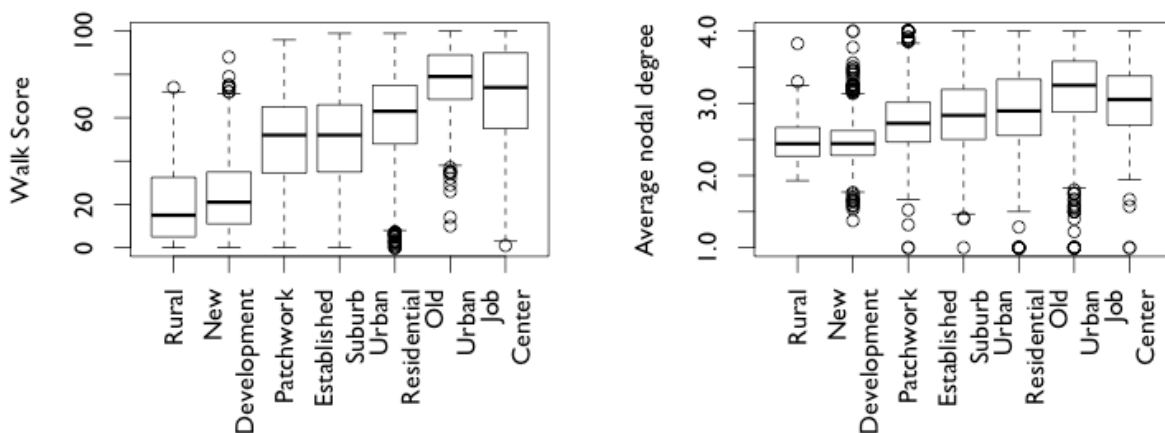 Walk Score
100
60
20
0
Rural
New
Development
Patchwork
Established
Suburb
Urban
Residential
Old
Urban
Job
Center
Average nodal degree
4.0
3.0
2.0
1.0
Rural
New
Development
Patchwork
Established
Suburb
Urban
Residential
Old
Urban
Job
Center